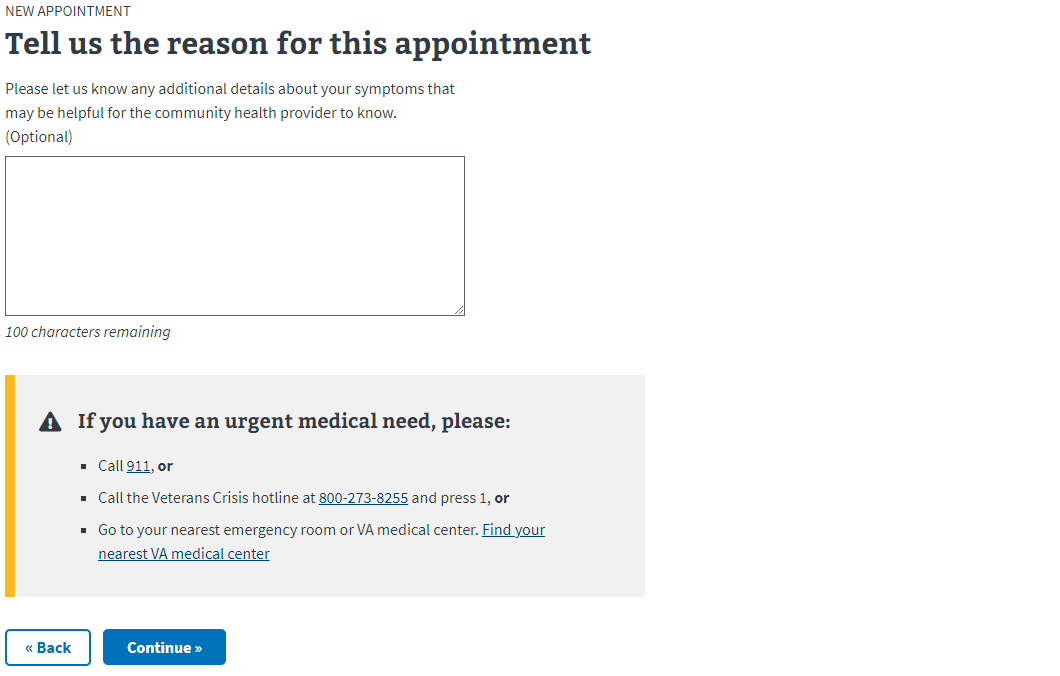 NEW APPOINTMENT
Tell us the reason for this appointment
Please let us know any additional details about your symptoms that
may be helpful for the community health provider to know.
(Optional)
100 characters remaining
If you have an urgent medical need, please:
Call 911, or
Call the Veterans Crisis hotline at 800-273-8255 and press 1, or
Go to your nearest emergency room or VA medical center. Find your
nearest VA medical center
« Back
Continue »